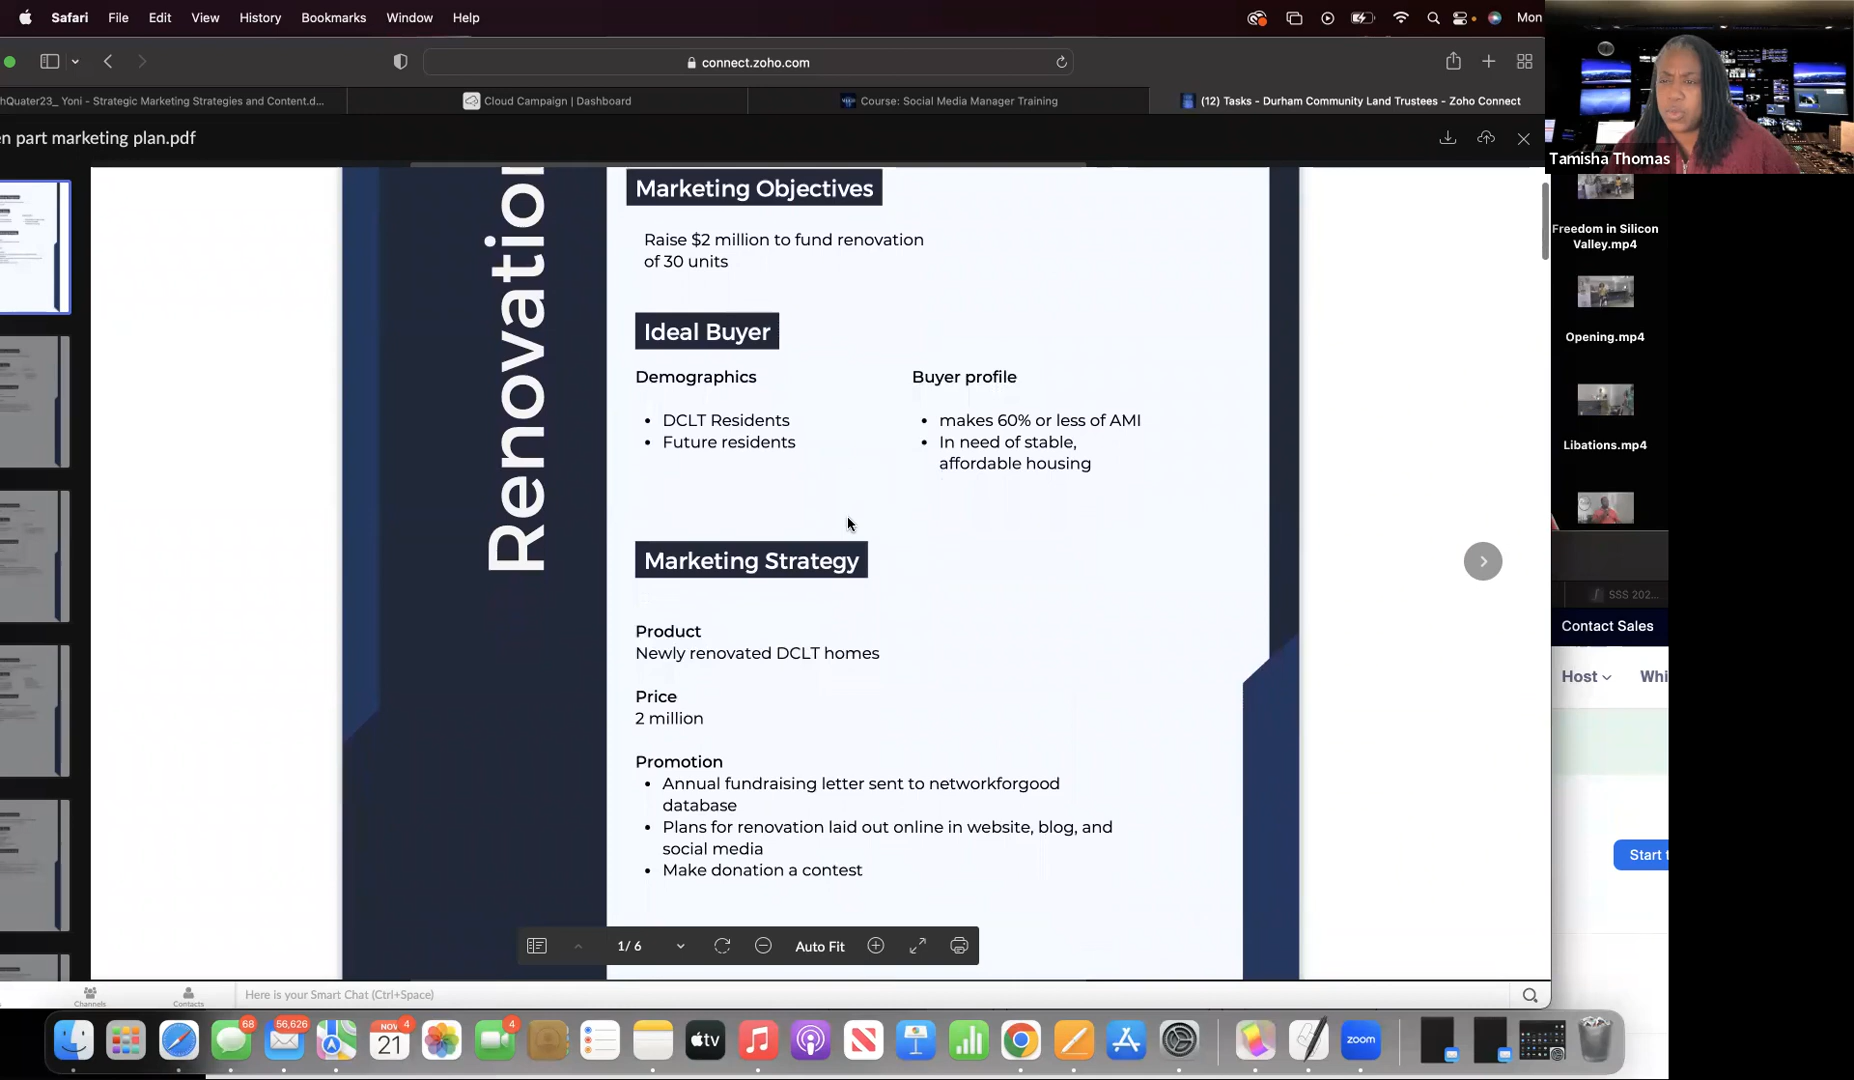 Safari File Edit View History Bookmarks Window Help
Mon
connect.zoho.com
hQuater23_ Yoni - Strategic Marketing Strategies and Content.d...
Cloud Campaign | Dashboard
Course: Social Media Manager Training
(12) Tasks - Durham Community Land Trustees - Zoho Connect
en part marketing plan.pdf
Tamisha Thomas
Renovation
Marketing Objectives
Raise $2 million to fund renovation
of 30 units
Ideal Buyer
Demographics
• DCLT Residents
• Future residents
Buyer profile
• makes 60% or less of AMI
• In need of stable,
affordable housing
Marketing Strategy
Product
Newly renovated DCLT homes
Price
2 million
Promotion
• Annual fundraising letter sent to networkforgood
database
• Plans for renovation laid out online in website, blog, and
social media
• Make donation a contest
1/ 6
Auto Fit
Freedom in Silicon
Valley.mp4
Opening.mp4
Libations.mp4
SSS 202...
Contact Sales
Host
Whi
Start t
Channels
Contacts
Here is your Smart Chat (Ctrl+Space)
68
56,626
NOV
21
4
4
tv
zoom